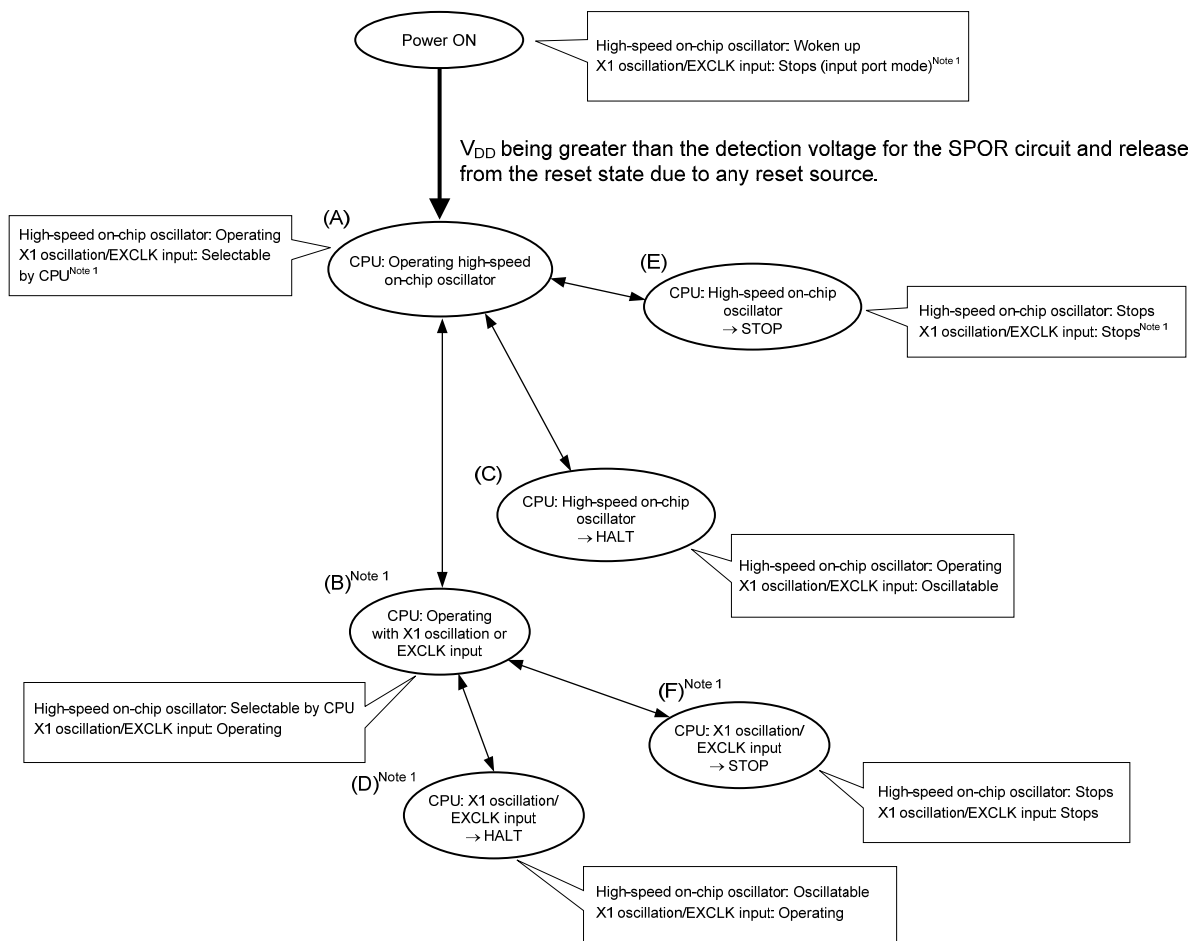 Power ON
High-speed on-chip oscillator: Woken up
X1 oscillation/EXCLK input: Stops (input port mode)Note 1
VDD being greater than the detection voltage for the SPOR circuit and release
from the reset state due to any reset source.
(A)
High-speed on-chip oscillator: Operating
X1 oscillation/EXCLK input: Selectable
by CPUNote 1
CPU: Operating high-speed
on-chip oscillator
(E)
CPU: High-speed on-chip
oscillator
→ STOP
High-speed on-chip oscillator: Stops
X1 oscillation/EXCLK input: StopsNote 1
(C)
CPU: High-speed on-chip
oscillator
→ HALT
High-speed on-chip oscillator: Operating
X1 oscillation/EXCLK input: Oscillatable
(B)Note 1
CPU: Operating
with X1 oscillation or
EXCLK input
High-speed on-chip oscillator: Selectable by CPU
X1 oscillation/EXCLK input: Operating
(F)Note 1
CPU: X1 oscillation/
EXCLK input
→ STOP
High-speed on-chip oscillator: Stops
X1 oscillation/EXCLK input: Stops
(D)Note 1
CPU: X1 oscillation/
EXCLK input
→ HALT
High-speed on-chip oscillator: Oscillatable
X1 oscillation/EXCLK input: Operating